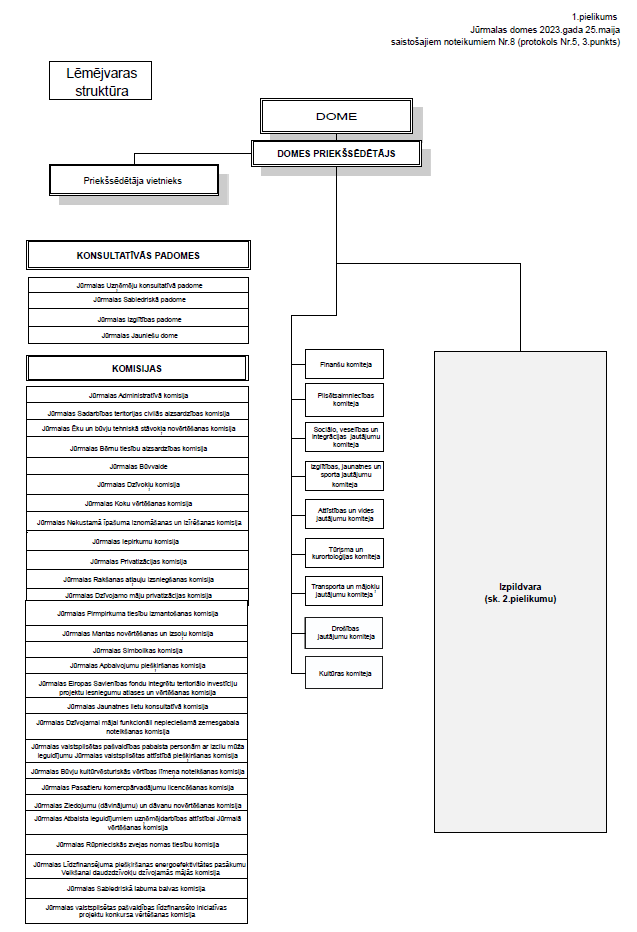 1.pielikums
Jūrmalas domes 2023.gada 25.maija
saistošajiem noteikumiem Nr.8 (protokols Nr.5, 3.punkts)
Lēmējvaras
struktūra
DOME
DOMES PRIEKŠSĒDĒTĀJS
Priekšsēdētāja vietnieks
KONSULTATĪVĀS PADOMES
Jūrmalas Uzņēmēju konsultatīvā padome
Jūrmalas Sabiedriskā padome
Jūrmalas Izglītības padome
Jūrmalas Jauniešu dome
KOMISIJAS
Jūrmalas Administratīvā komisija
Jūrmalas Sadarbības teritorijas civilās aizsardzības komisija
Jūrmalas Ēku un būvju tehniskā stāvokļa novērtēšanas komisija
Jūrmalas Bērnu tiesību aizsardzības komisija
Jūrmalas Būvvalde
Jūrmalas Dzīvokļu komisija
Jūrmalas Koku vērtēšanas komisija
Jūrmalas Nekustamā īpašuma iznomāšanas un izīrēšanas komisija
Jūrmalas Iepirkumu komisija
Jūrmalas Privatizācijas komisija
Jūrmalas Rakšanas atļauju izsniegšanas komisija
Jūrmalas Dzīvojamo māju privatizācijas komisija
Jūrmalas Pirmpirkuma tiesību izmantošanas komisija
Jūrmalas Mantas novērtēšanas un izsoļu komisija
Jūrmalas Simbolikas komisija
Jūrmalas Apbalvojumu piešķiršanas komisija
Jūrmalas Eiropas Savienības fondu integrētu teritoriālo investīciju
projektu iesniegumu atlases un vērtēšanas komisija
Jūrmalas Jaunatnes lietu konsultatīvā komisija
Jūrmalas Dzīvojamai mājai funkcionāli nepieciešamā zemesgabala
noteikšanas komisija
Jūrmalas valstspilsētas pašvaldības pabalsta personām ar izcilu mūža
ieguldījumu Jūrmalas valstspilsētas attīstībā piešķiršanas komisija
Jūrmalas Būvju kultūrvēsturiskās vērtības līmeņa noteikšanas komisija
Jūrmalas Pasažieru komercpārvadājumu licencēšanas komisija
Jūrmalas Ziedojumu (dāvinājumu) un dāvanu novērtēšanas komisija
Jūrmalas Atbalsta ieguldījumiem uzņēmējdarbības attīstībai Jūrmalā
vērtēšanas komisija
Jūrmalas Rūpnieciskās zvejas nomas tiesību komisija
Jūrmalas Līdzfinansējuma piešķiršanas energoefektivitātes pasākumu
Veikšanai daudzdzīvokļu dzīvojamās mājās komisija
Jūrmalas Sabiedriskā labuma balvas komisija
Jūrmalas valstspilsētas pašvaldības līdzfinansēto iniciatīvas
projektu konkursa vērtēšanas komisija
Finanšu komiteja
Pilsētsaimniecības
komiteja
Sociālo, veselības un
integrācijas jautājumu
komiteja
Izglītības, jaunatnes un
sporta jautājumu
komiteja
Attīstības un vides
jautājumu komiteja
Tūrisma un
kūrortoloģijas komiteja
Transporta un mājokļu
jautājumu komiteja
Drošības
jautājumu komiteja
Kultūras komiteja
Izpildvara
(sk. 2.pielikumu)